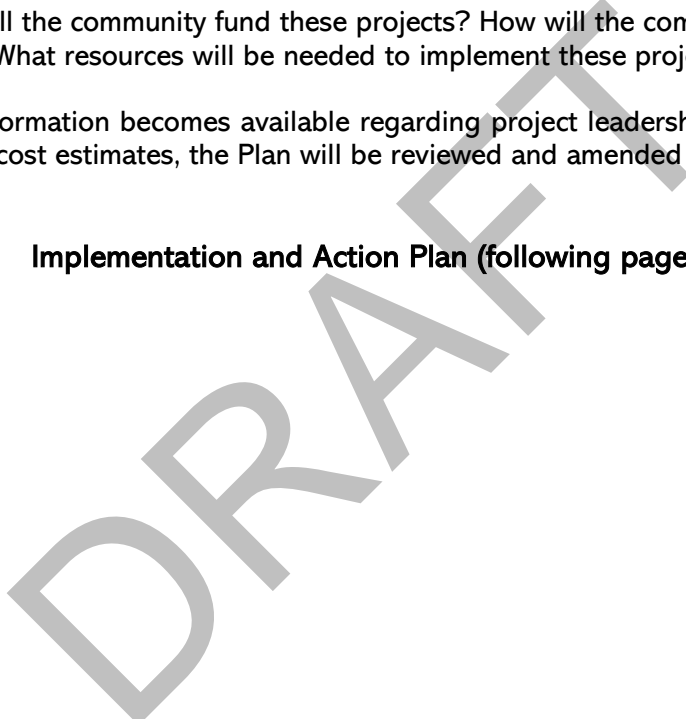 ll the community fund these projects? How will the com
What resources will be needed to implement these proj
ormation becomes available regarding project leadersh
cost estimates, the Plan will be reviewed and amended
Implementation and Action Plan (following page
DRAFT